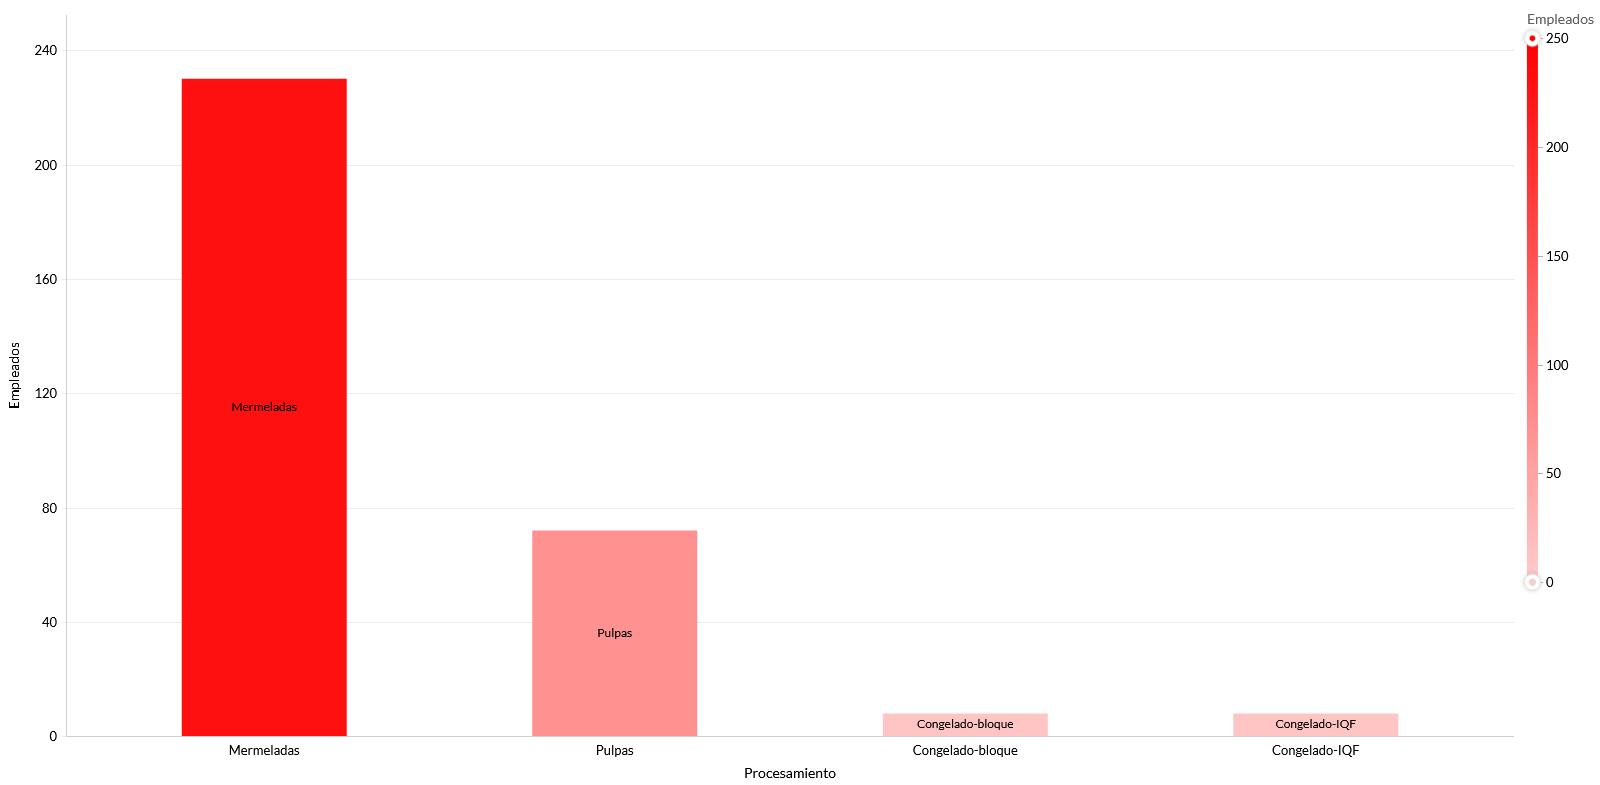 Empleados
250
200
150
100
50
0
240
200
160
120
80
40
0
Empleados
Mermeladas
Pulpas
Congelado-bloque
Congelado-IQF
Mermeladas
Pulpas
Congelado-bloque
Congelado-IQF
Procesamiento